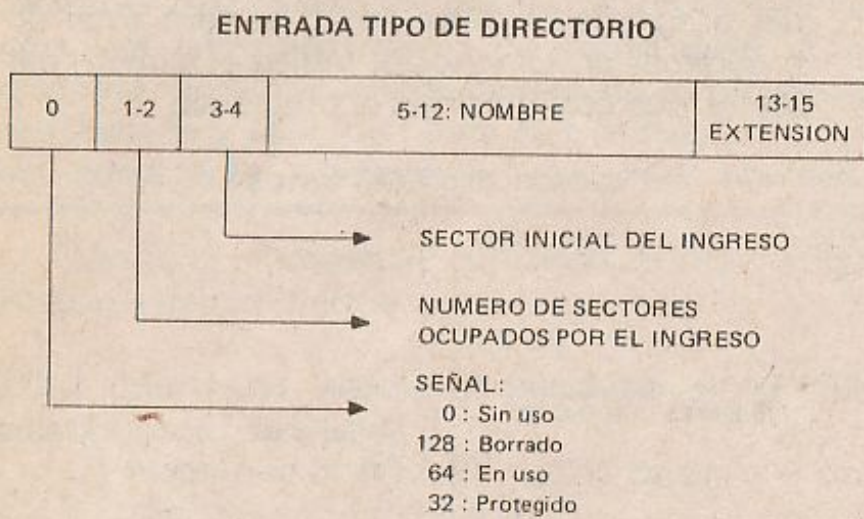 ENTRADA TIPO DE DIRECTORIO
0 1-2 3-4 5-12: NOMBRE 13-15
EXTENSION
SECTOR INICIAL DEL INGRESO
NUMERO DE SECTORES
OCUPADOS POR EL INGRESO
SEÑAL:
0 : Sin uso
128 : Borrado
64 : En uso
32 : Protegido